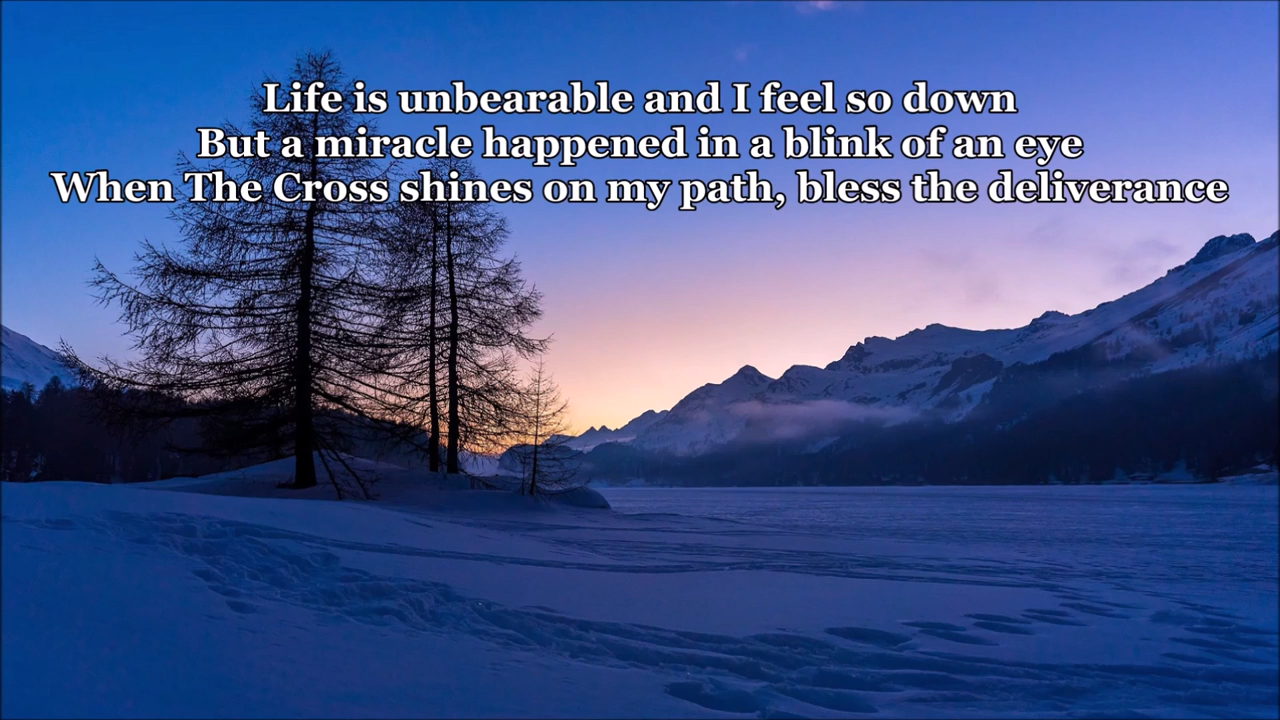 Life is unbearable and I feel so down
But a miracle happened in a blink of an eye
When The Cross shines on my path, bless the deliverance